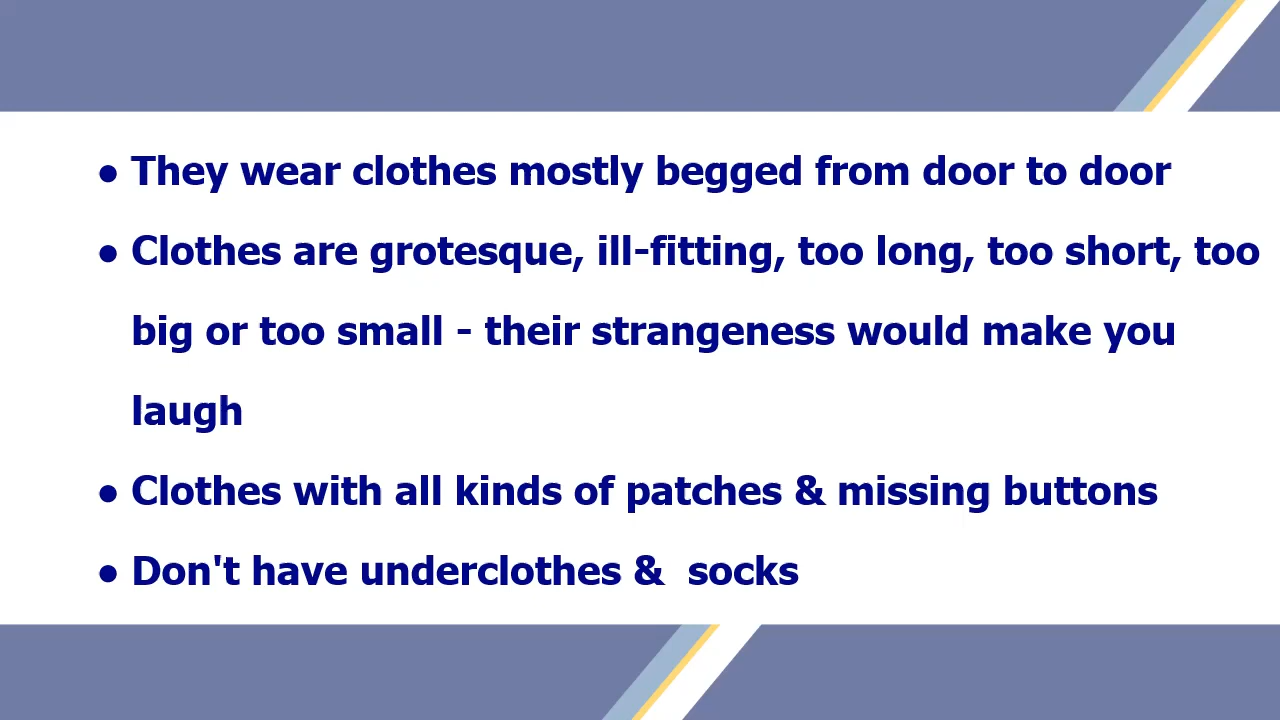 ● They wear clothes mostly begged from door to door
● Clothes are grotesque, ill-fitting, too long, too short, too
big or too small - their strangeness would make you
laugh
● Clothes with all kinds of patches & missing buttons
● Don't have underclothes &  socks